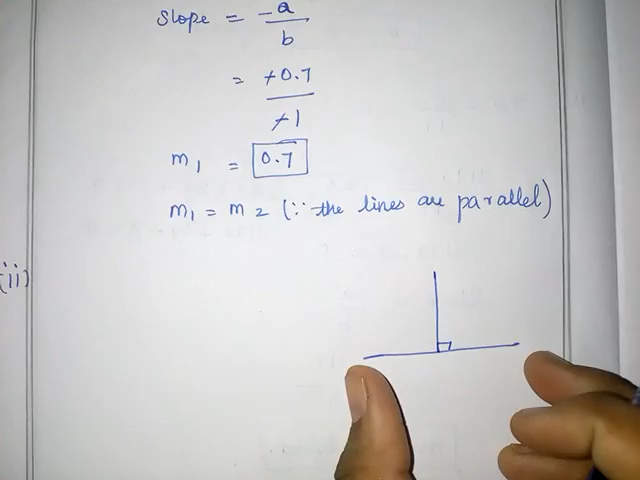 Slope = -a/b
= +0.7/+1
m₁ = 0.7
m₁ = m₂ (∵ the lines are parallel)
(ii)